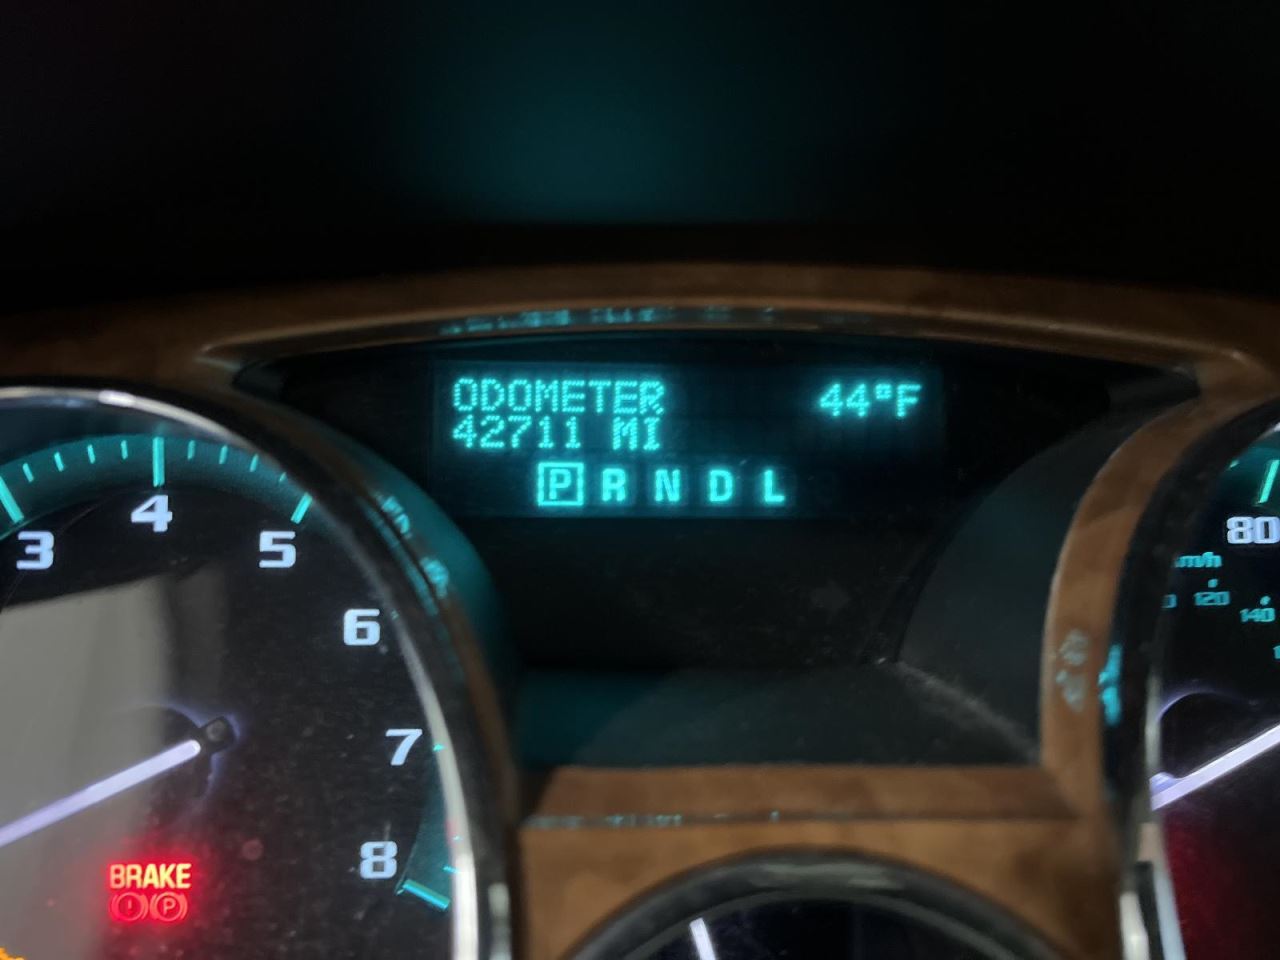 ODOMETER 44°F
42711 MI
P R N D L
3 4 5 6 7 8
BRAKE
! P
80
120
140